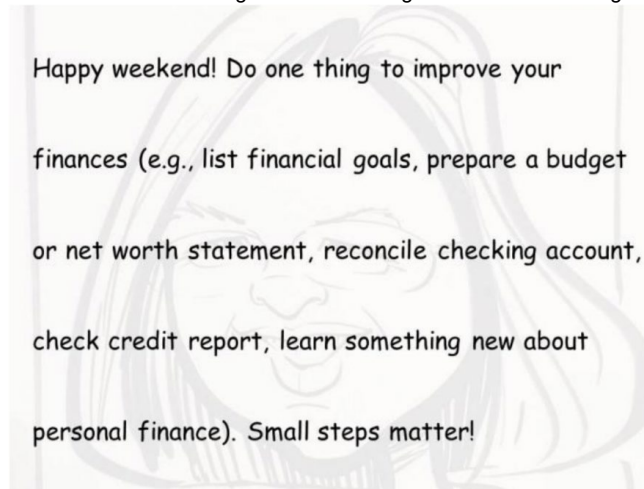 Happy weekend! Do one thing to improve your
finances (e.g., list financial goals, prepare a budget
or net worth statement, reconcile checking account,
check credit report, learn something new about
personal finance). Small steps matter!